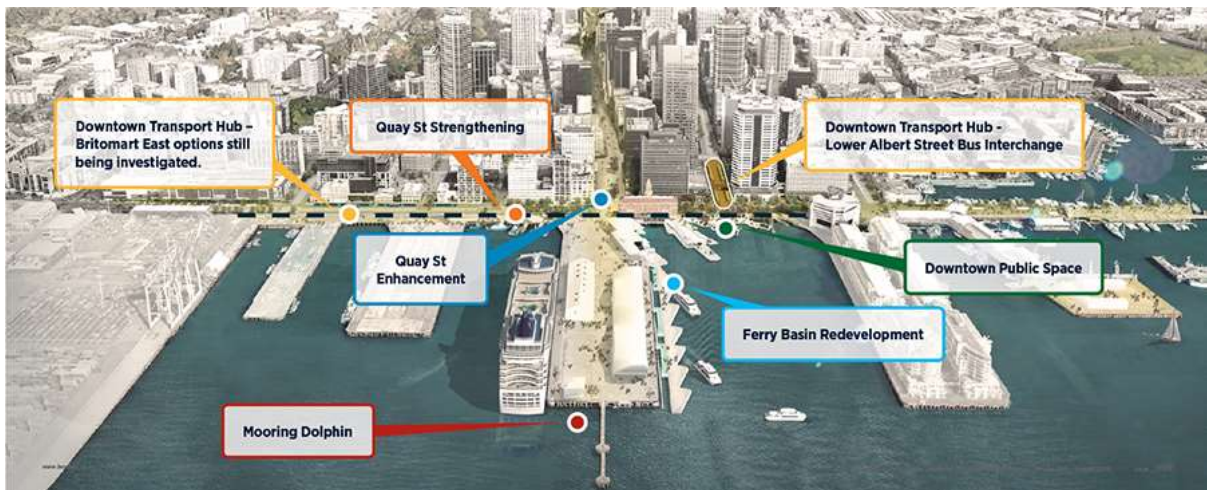 Downtown Transport Hub –
Britomart East options still
being investigated.
Quay St Strengthening
Downtown Transport Hub -
Lower Albert Street Bus Interchange
Quay St
Enhancement
Downtown Public Space
Ferry Basin Redevelopment
Mooring Dolphin